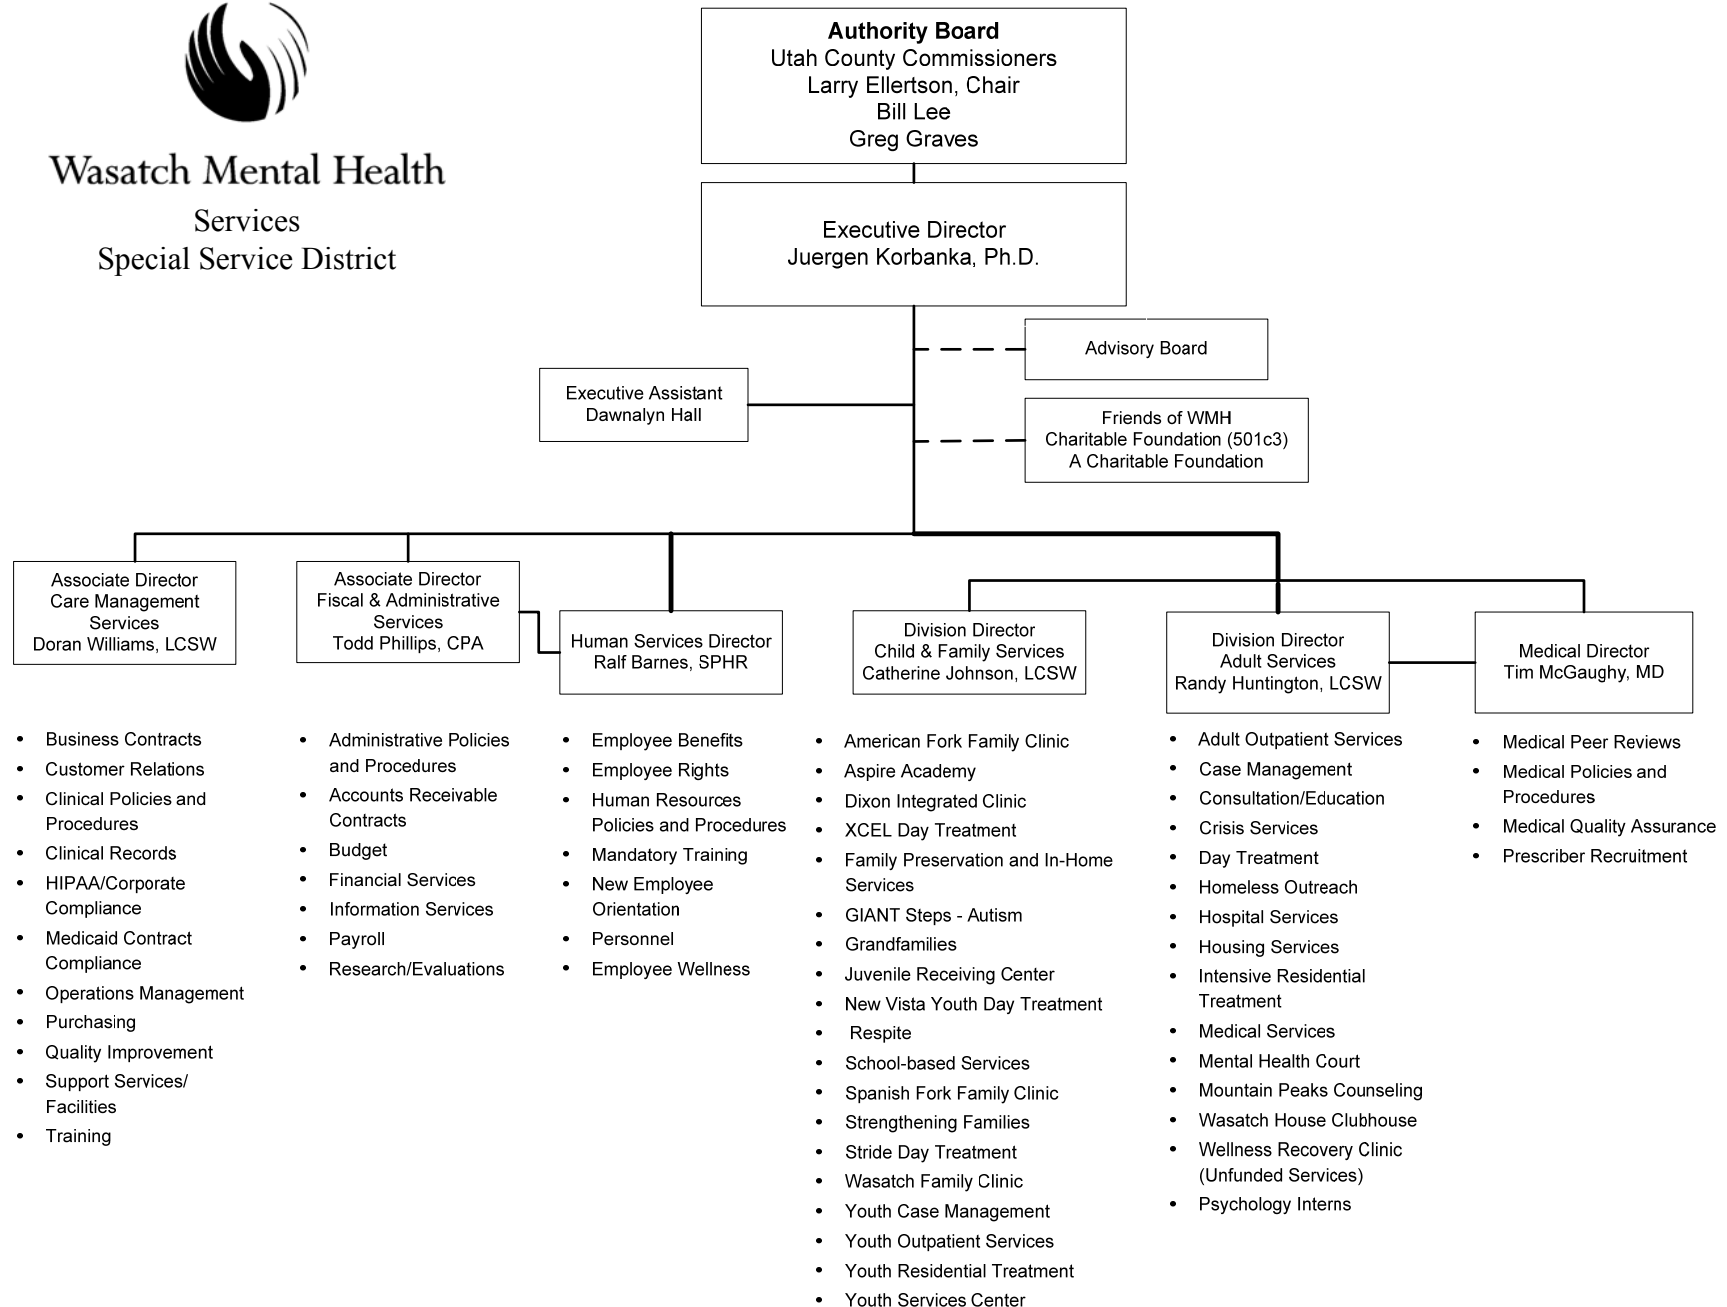 Wasatch Mental Health
Services
Special Service District
Authority Board
Utah County Commissioners
Larry Ellertson, Chair
Bill Lee
Greg Graves
Executive Director
Juergen Korbanka, Ph.D.
Advisory Board
Executive Assistant
Dawnalyn Hall
Friends of WMH
Charitable Foundation (501c3)
A Charitable Foundation
Associate Director
Care Management
Services
Doran Williams, LCSW
Associate Director
Fiscal & Administrative
Services
Todd Phillips, CPA
Human Services Director
Ralf Barnes, SPHR
Division Director
Child & Family Services
Catherine Johnson, LCSW
Division Director
Adult Services
Randy Huntington, LCSW
Medical Director
Tim McGaughy, MD
• Business Contracts
• Customer Relations
• Clinical Policies and
Procedures
• Clinical Records
• HIPAA/Corporate
Compliance
• Medicaid Contract
Compliance
• Operations Management
• Purchasing
• Quality Improvement
• Support Services/
Facilities
• Training
• Administrative Policies
and Procedures
• Accounts Receivable
Contracts
• Budget
• Financial Services
• Information Services
• Payroll
• Research/Evaluations
• Employee Benefits
• Employee Rights
• Human Resources
Policies and Procedures
• Mandatory Training
• New Employee
Orientation
• Personnel
• Employee Wellness
• American Fork Family Clinic
• Aspire Academy
• Dixon Integrated Clinic
• XCEL Day Treatment
• Family Preservation and In-Home
Services
• GIANT Steps - Autism
• Grandfamilies
• Juvenile Receiving Center
• New Vista Youth Day Treatment
• Respite
• School-based Services
• Spanish Fork Family Clinic
• Strengthening Families
• Stride Day Treatment
• Wasatch Family Clinic
• Youth Case Management
• Youth Outpatient Services
• Youth Residential Treatment
• Youth Services Center
• Adult Outpatient Services
• Case Management
• Consultation/Education
• Crisis Services
• Day Treatment
• Homeless Outreach
• Hospital Services
• Housing Services
• Intensive Residential
Treatment
• Medical Services
• Mental Health Court
• Mountain Peaks Counseling
• Wasatch House Clubhouse
• Wellness Recovery Clinic
(Unfunded Services)
• Psychology Interns
• Medical Peer Reviews
• Medical Policies and
Procedures
• Medical Quality Assurance
• Prescriber Recruitment